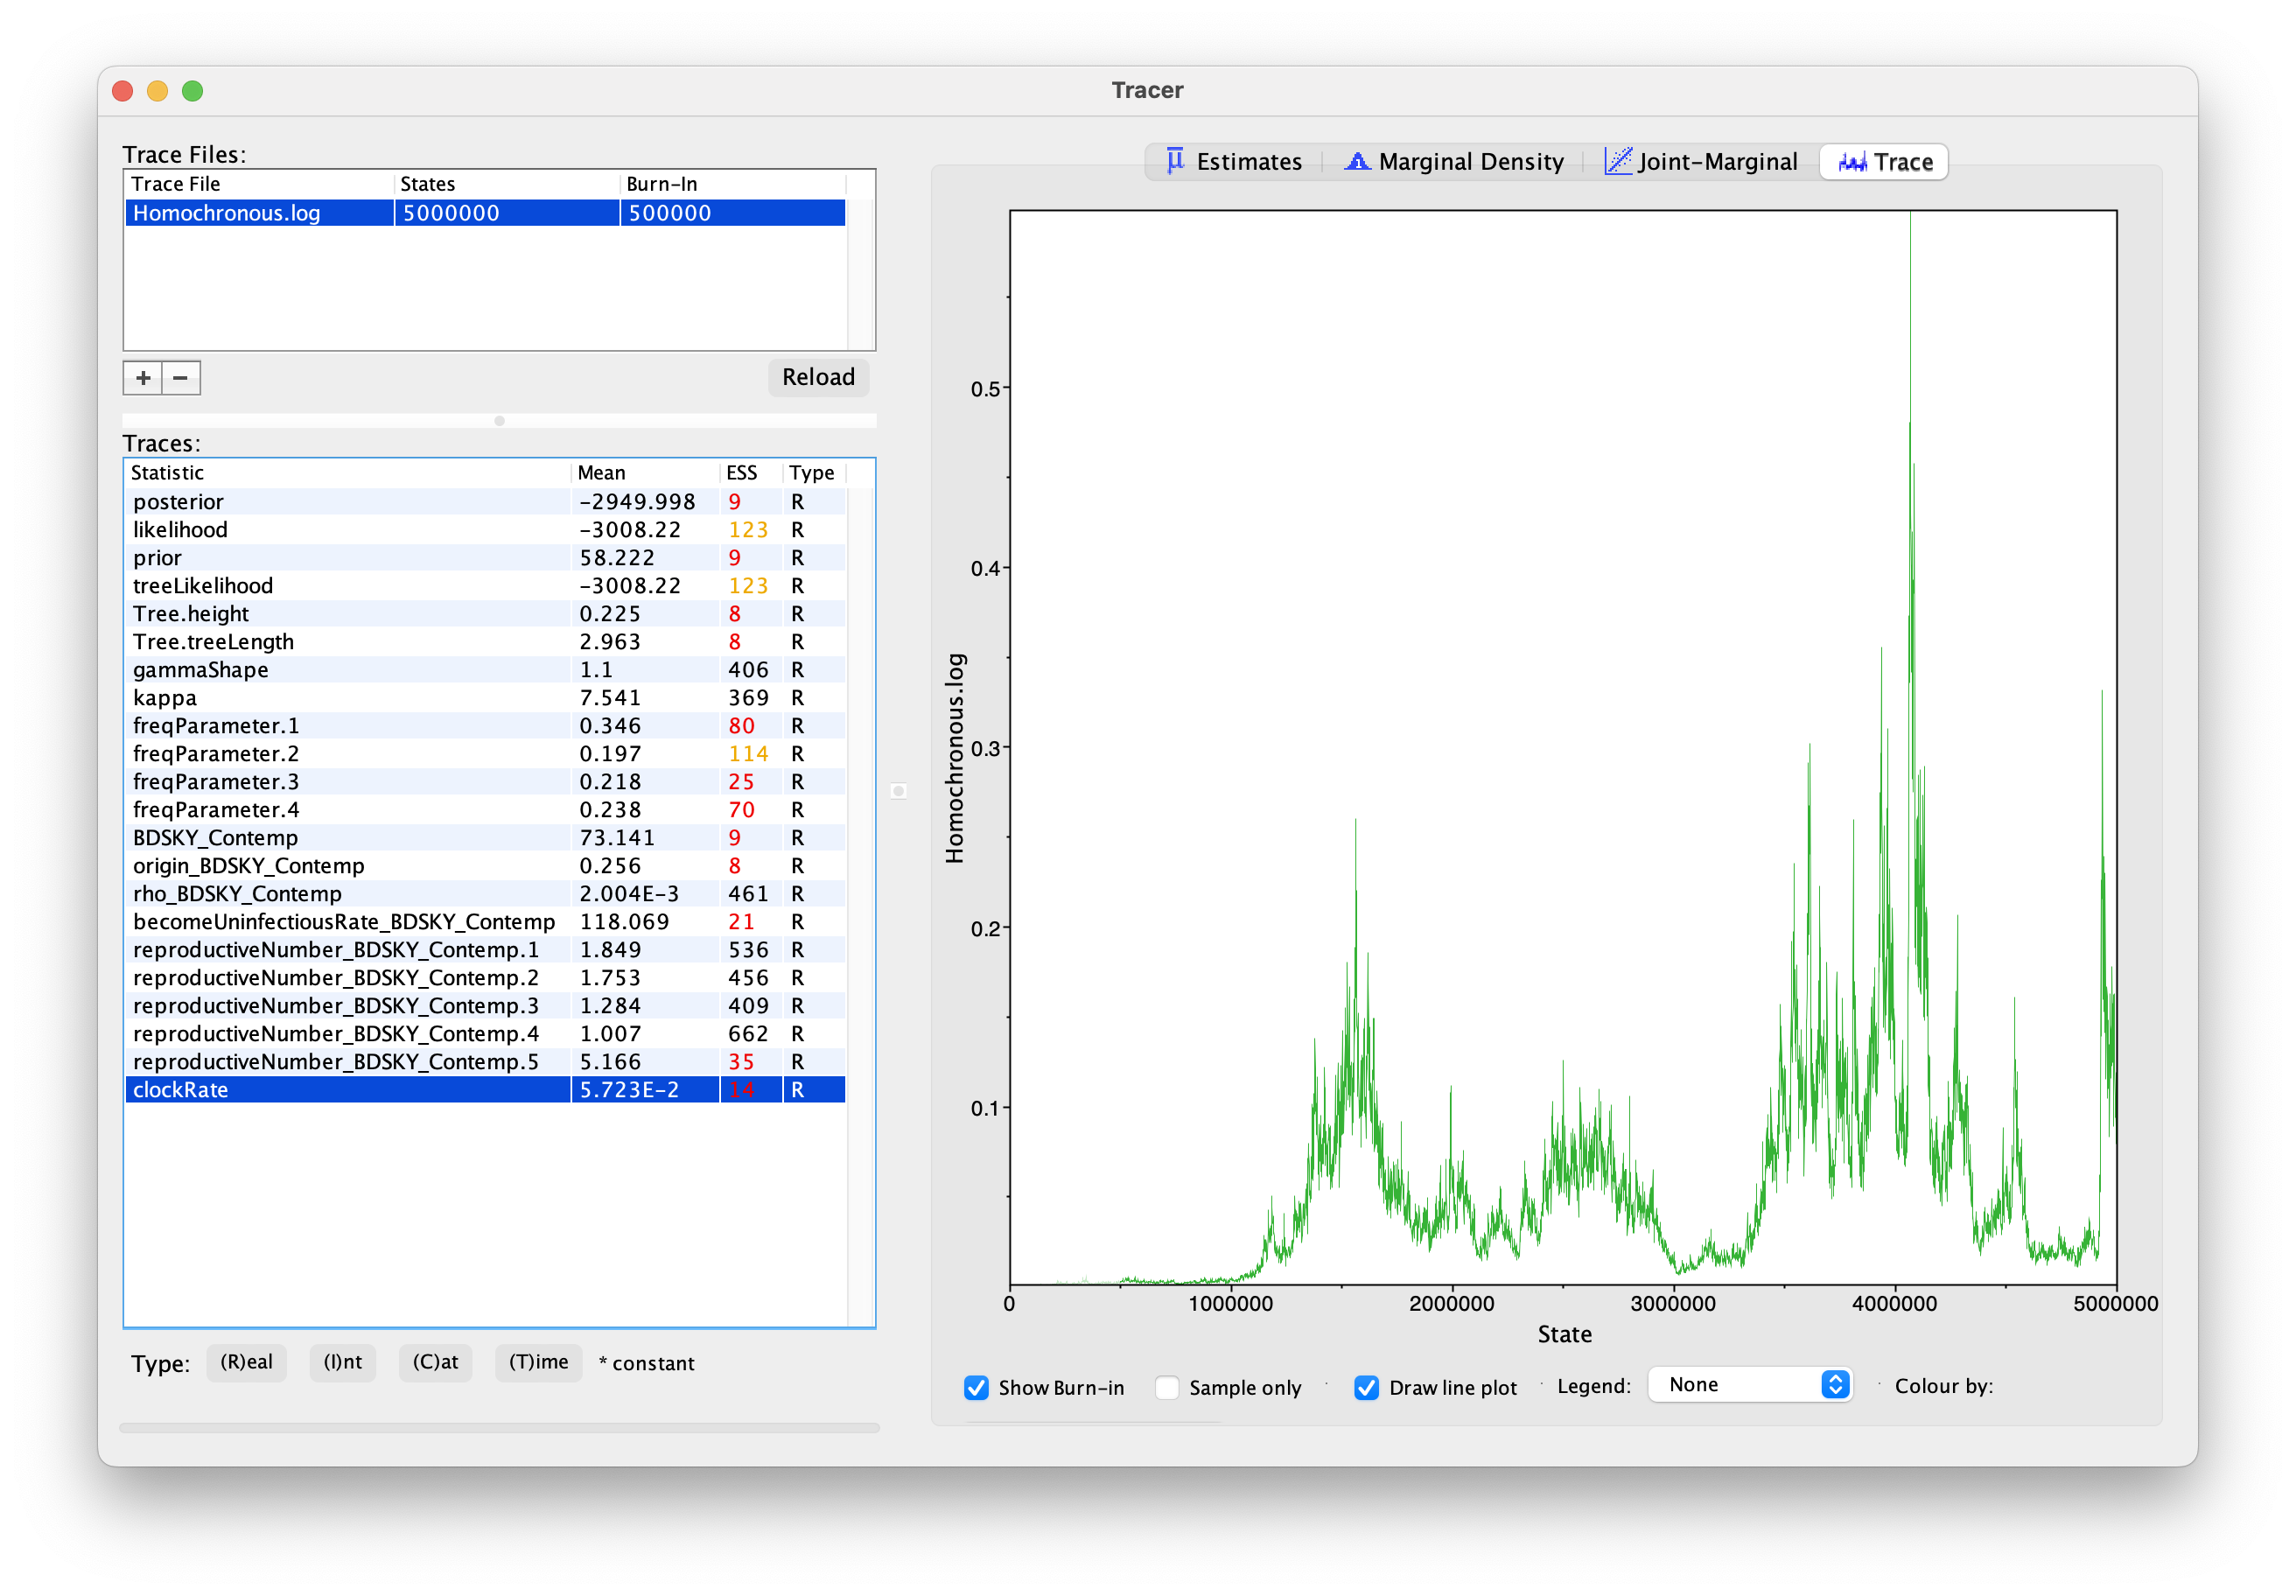 Tracer
Trace Files:
Trace File States Burn-In
Homochronous.log 5000000 500000
+ −
Reload
Traces:
Statistic Mean ESS Type
posterior −2949.998 9 R
likelihood −3008.22 123 R
prior 58.222 9 R
treeLikelihood −3008.22 123 R
Tree.height 0.225 8 R
Tree.treeLength 2.963 8 R
gammaShape 1.1 406 R
kappa 7.541 369 R
freqParameter.1 0.346 80 R
freqParameter.2 0.197 114 R
freqParameter.3 0.218 25 R
freqParameter.4 0.238 70 R
BDSKY_Contemp 73.141 9 R
origin_BDSKY_Contemp 0.256 8 R
rho_BDSKY_Contemp 2.004E−3 461 R
becomeUninfectiousRate_BDSKY_Contemp 118.069 21 R
reproductiveNumber_BDSKY_Contemp.1 1.849 536 R
reproductiveNumber_BDSKY_Contemp.2 1.753 456 R
reproductiveNumber_BDSKY_Contemp.3 1.284 409 R
reproductiveNumber_BDSKY_Contemp.4 1.007 662 R
reproductiveNumber_BDSKY_Contemp.5 5.166 35 R
clockRate 5.723E−2 14 R
Type: (R)eal (I)nt (C)at (T)ime * constant
μ Estimates Marginal Density Joint-Marginal Trace
0.5
0.4
0.3
0.2
0.1
Homochronous.log
0 1000000 2000000 3000000 4000000 5000000
State
Show Burn-in Sample only Draw line plot Legend: None Colour by: